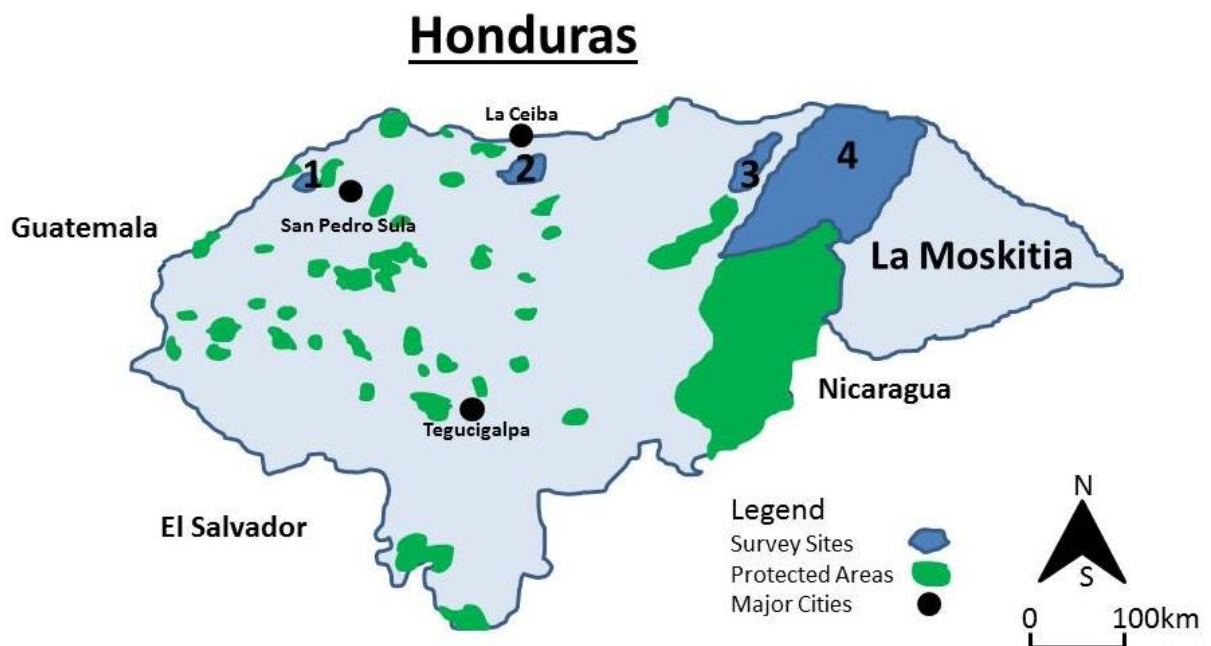 Honduras
La Ceiba
1
2
3
4
San Pedro Sula
Guatemala
La Moskitia
Nicaragua
Tegucigalpa
El Salvador
Legend
Survey Sites
Protected Areas
Major Cities
N
S
0 100km